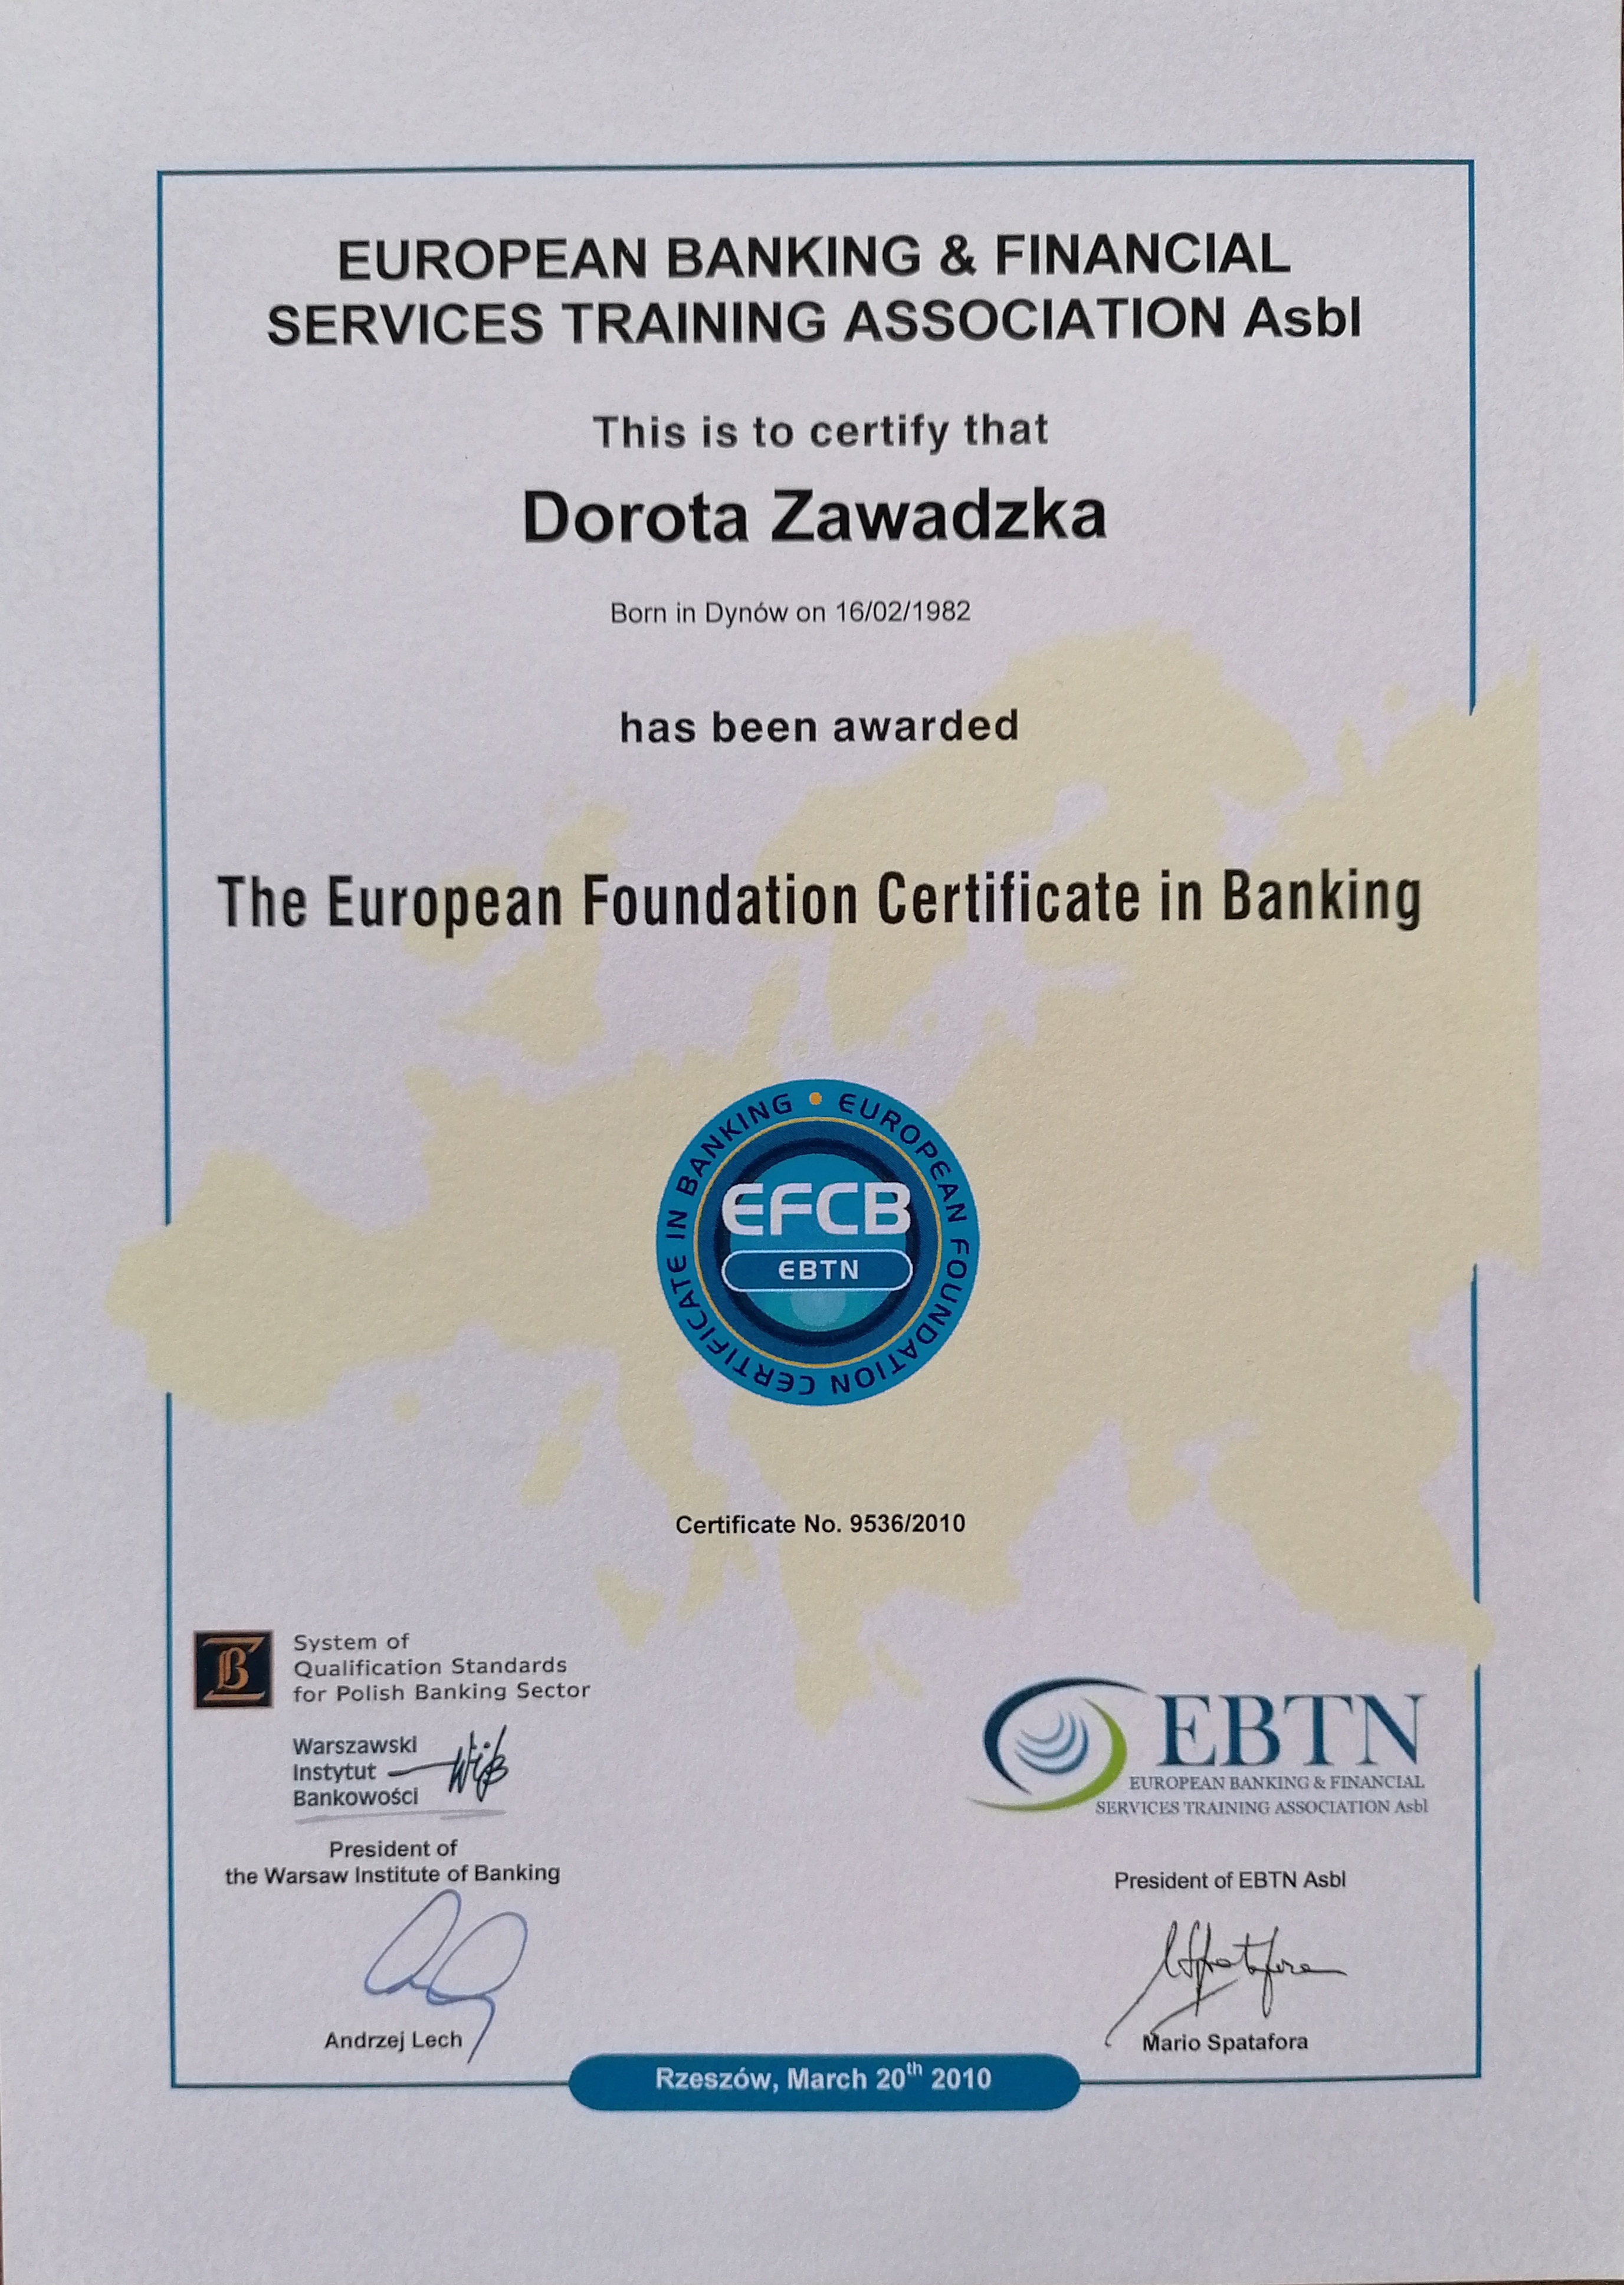 EUROPEAN BANKING & FINANCIAL
SERVICES TRAINING ASSOCIATION Asbl
This is to certify that
Dorota Zawadzka
Born in Dynów on 16/02/1982
has been awarded
The European Foundation Certificate in Banking
EUROPEAN FOUNDATION CERTIFICATE IN BANKING
EFCB
EBTN
Certificate No. 9536/2010
System of
Qualification Standards
for Polish Banking Sector
Warszawski
Instytut
Bankowości
WIB
President of
the Warsaw Institute of Banking
Andrzej Lech
EBTN
EUROPEAN BANKING & FINANCIAL
SERVICES TRAINING ASSOCIATION Asbl
President of EBTN Asbl
MSpatafora
Mario Spatafora
Rzeszów, March 20th 2010